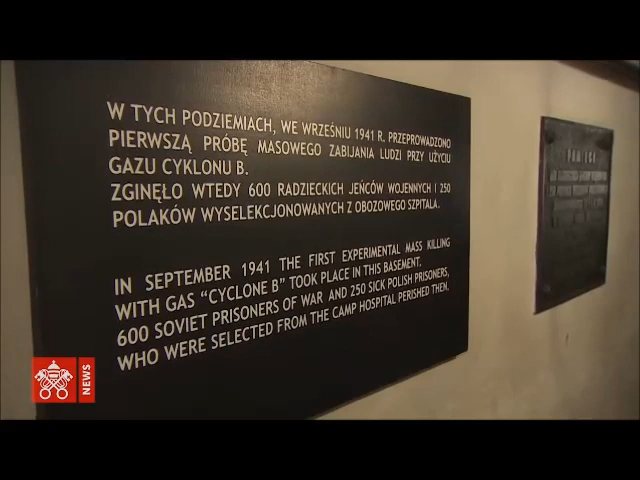 W TYCH PODZIEMIACH, WE WRZEŚNIU 1941 R. PRZEPROWADZONO
PIERWSZĄ PRÓBĘ MASOWEGO ZABIJANIA LUDZI PRZY UŻYCIU
GAZU CYKLONU B.
ZGINĘŁO WTEDY 600 RADZIECKICH JEŃCÓW WOJENNYCH I 250
POLAKÓW WYSELEKCJONOWANYCH Z OBOZOWEGO SZPITALA.
IN SEPTEMBER 1941 THE FIRST EXPERIMENTAL MASS KILLING
WITH GAS "CYCLONE B" TOOK PLACE IN THIS BASEMENT.
600 SOVIET PRISONERS OF WAR AND 250 SICK POLISH PRISONERS,
WHO WERE SELECTED FROM THE CAMP HOSPITAL PERISHED THEN.
NEWS